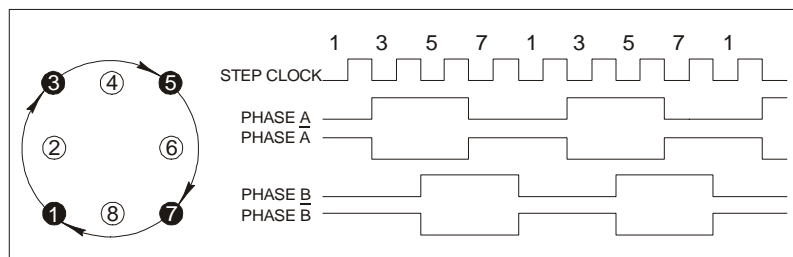 3 4 5
2 6
1 8 7
1 3 5 7 1 3 5 7 1
STEP CLOCK
PHASE A
PHASE A̅
PHASE B
PHASE B̅